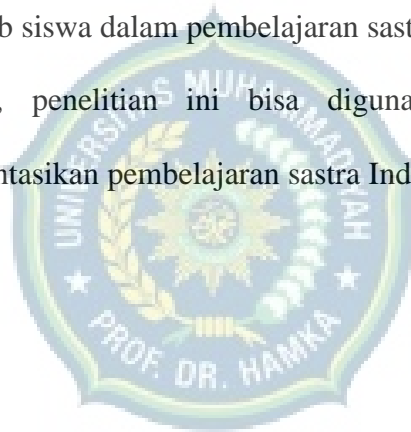 b siswa dalam pembelajaran sast
, penelitian ini bisa diguna
ntasikan pembelajaran sastra Ind
UNIVERSITAS MUHAMMADIYAH
PROF. DR. HAMKA